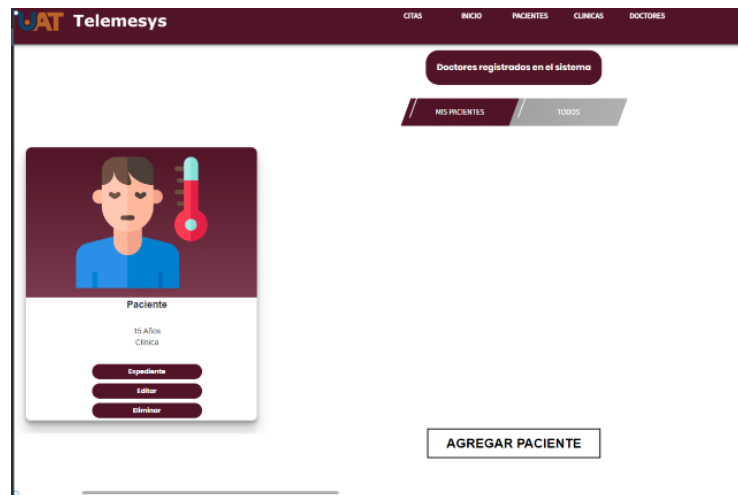 UAT Telemesys
CITAS INICIO PACIENTES CLINICAS DOCTORES
Doctores registrados en el sistema
MIS PACIENTES TODOS
Paciente
15 Años
Clínica
Expediente
Editar
Eliminar
AGREGAR PACIENTE